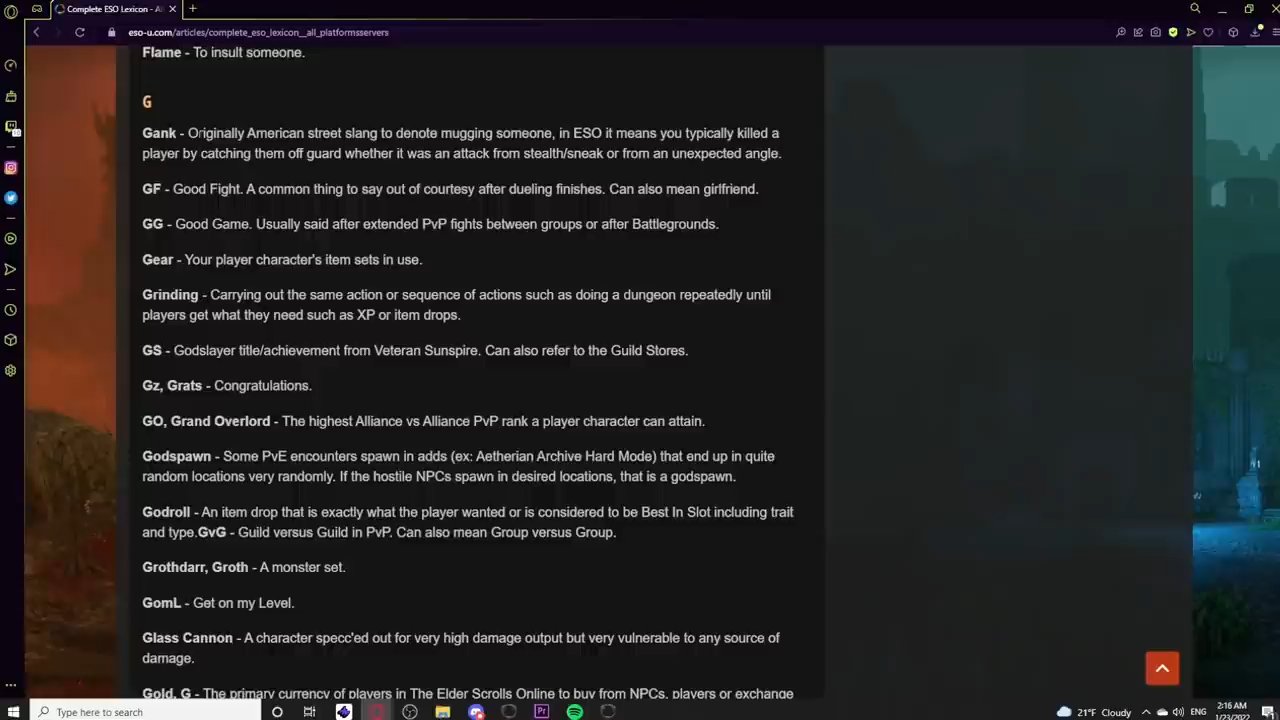 Complete ESO Lexicon - A
eso-u.com/articles/complete_eso_lexicon__all_platformsservers
Flame - To insult someone.
G
Gank - Originally American street slang to denote mugging someone, in ESO it means you typically killed a
player by catching them off guard whether it was an attack from stealth/sneak or from an unexpected angle.
GF - Good Fight. A common thing to say out of courtesy after dueling finishes. Can also mean girlfriend.
GG - Good Game. Usually said after extended PvP fights between groups or after Battlegrounds.
Gear - Your player character's item sets in use.
Grinding - Carrying out the same action or sequence of actions such as doing a dungeon repeatedly until
players get what they need such as XP or item drops.
GS - Godslayer title/achievement from Veteran Sunspire. Can also refer to the Guild Stores.
Gz, Grats - Congratulations.
GO, Grand Overlord - The highest Alliance vs Alliance PvP rank a player character can attain.
Godspawn - Some PvE encounters spawn in adds (ex: Aetherian Archive Hard Mode) that end up in quite
random locations very randomly. If the hostile NPCs spawn in desired locations, that is a godspawn.
Godroll - An item drop that is exactly what the player wanted or is considered to be Best In Slot including trait
and type.GvG - Guild versus Guild in PvP. Can also mean Group versus Group.
Grothdarr, Groth - A monster set.
GomL - Get on my Level.
Glass Cannon - A character specc'ed out for very high damage output but very vulnerable to any source of
damage.
Gold, G - The primary currency of players in The Elder Scrolls Online to buy from NPCs, players or exchange
Type here to search
Pr
21°F Cloudy
ENG
2:16 AM
1/23/2022